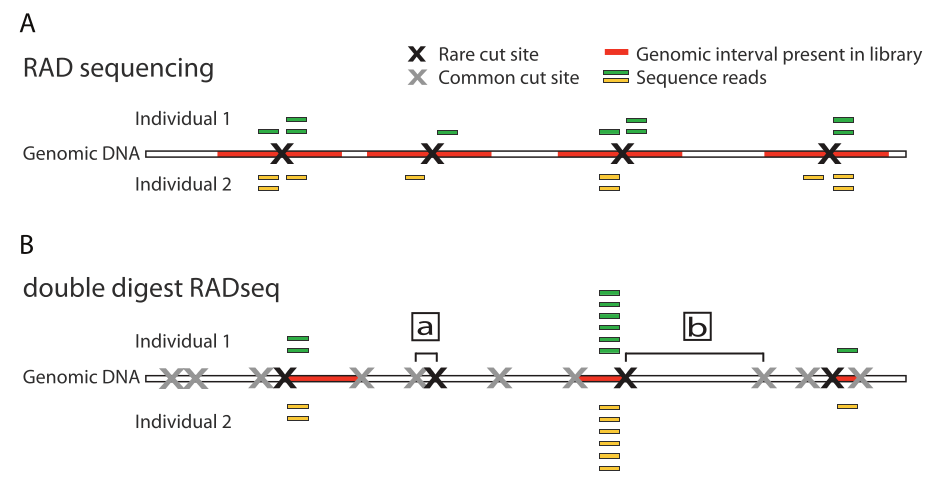 A
RAD sequencing
Rare cut site
Genomic interval present in library
Common cut site
Sequence reads
Individual 1
Genomic DNA
Individual 2
B
double digest RADseq
a
b
Individual 1
Genomic DNA
Individual 2